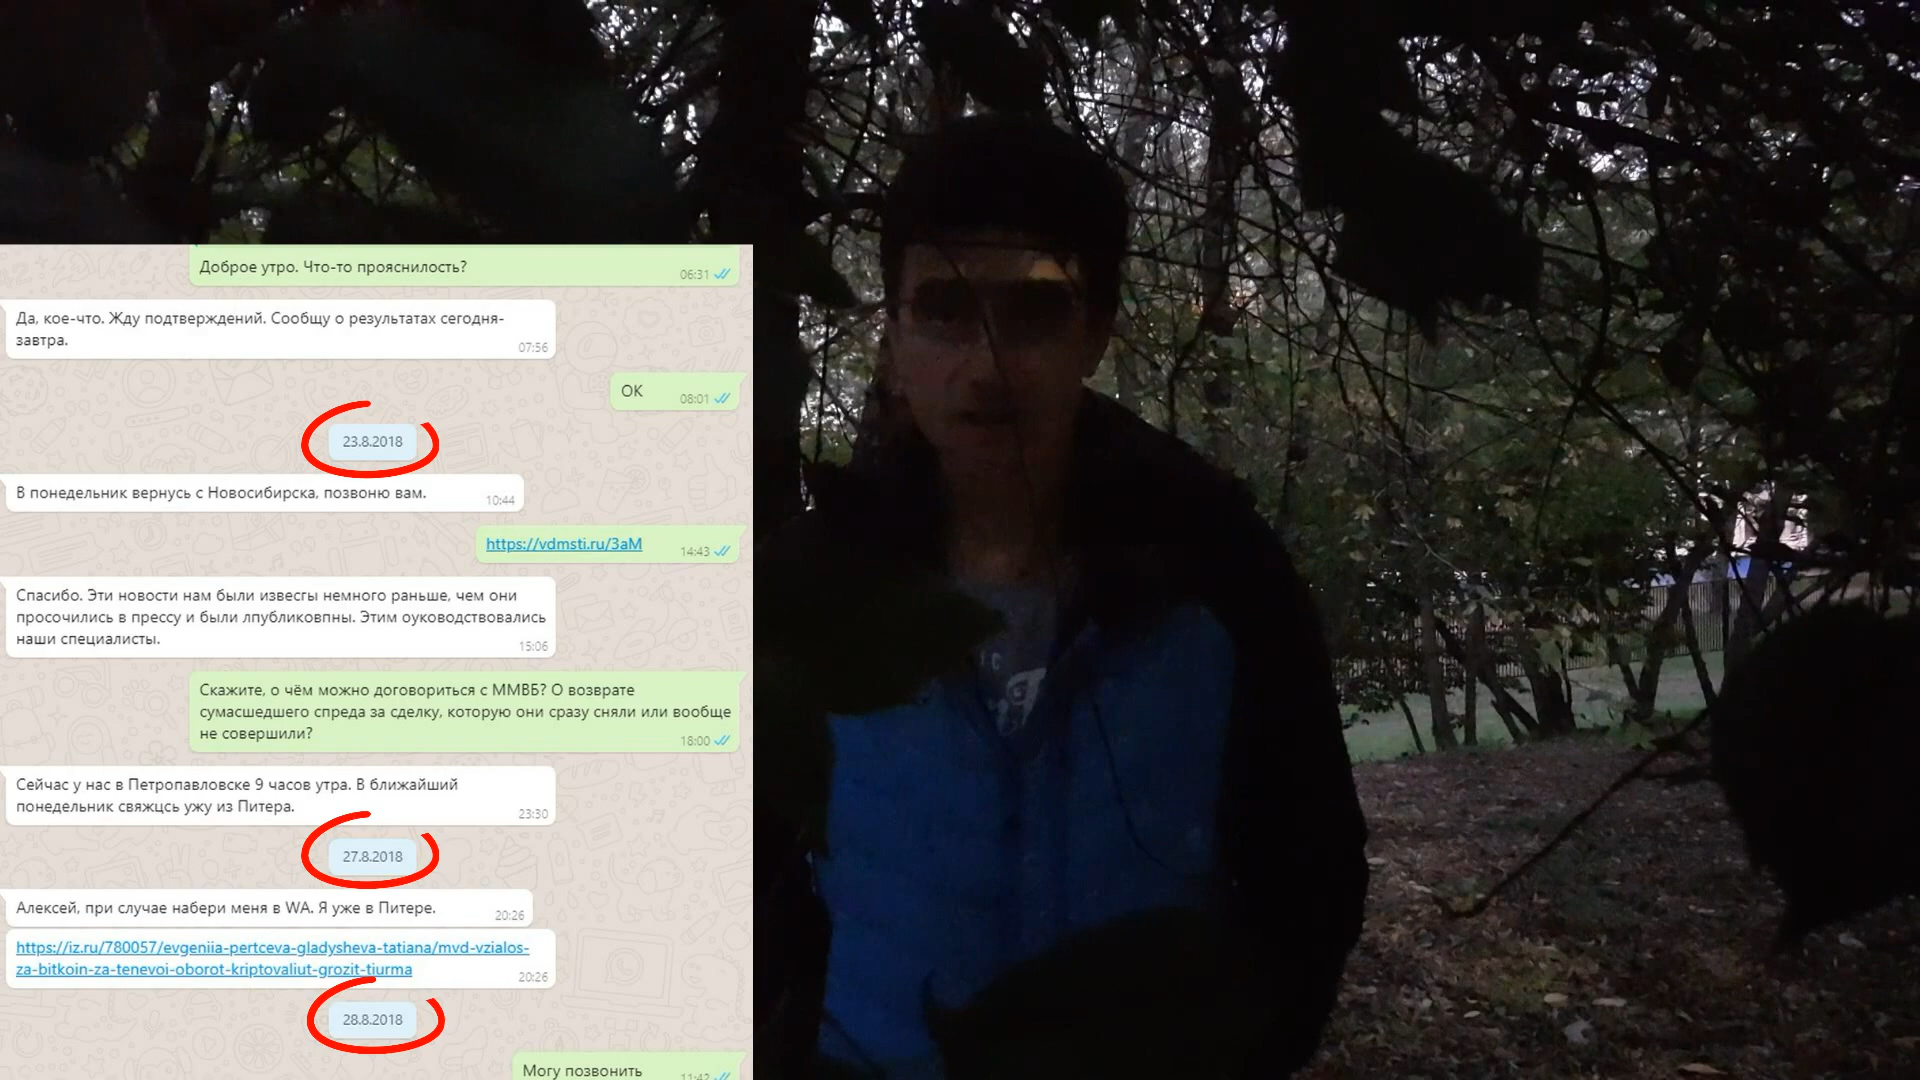 Доброе утро. Что-то прояснилость?
06:31
Да, кое-что. Жду подтверждений. Сообщу о результатах сегодня-
завтра.
07:56
ОК
08:01
23.8.2018
В понедельник вернусь с Новосибирска, позвоню вам.
10:44
https://vdmsti.ru/3aM
14:43
Спасибо. Эти новости нам были извесгы немного раньше, чем они
просочились в прессу и были лпубликовпны. Этим оуководствовались
наши специалисты.
15:06
Скажите, о чём можно договориться с ММВБ? О возврате
сумасшедшего спреда за сделку, которую они сразу сняли или вообще
не совершили?
18:00
Сейчас у нас в Петропавловске 9 часов утра. В ближайший
понедельник свяжцсь ужу из Питера.
23:30
27.8.2018
Алексей, при случае набери меня в WA. Я уже в Питере.
20:26
https://iz.ru/780057/evgeniia-pertceva-gladysheva-tatiana/mvd-vzialos-
za-bitkoin-za-tenevoi-oborot-kriptovaliut-grozit-tiurma
20:26
28.8.2018
Могу позвонить
11:42